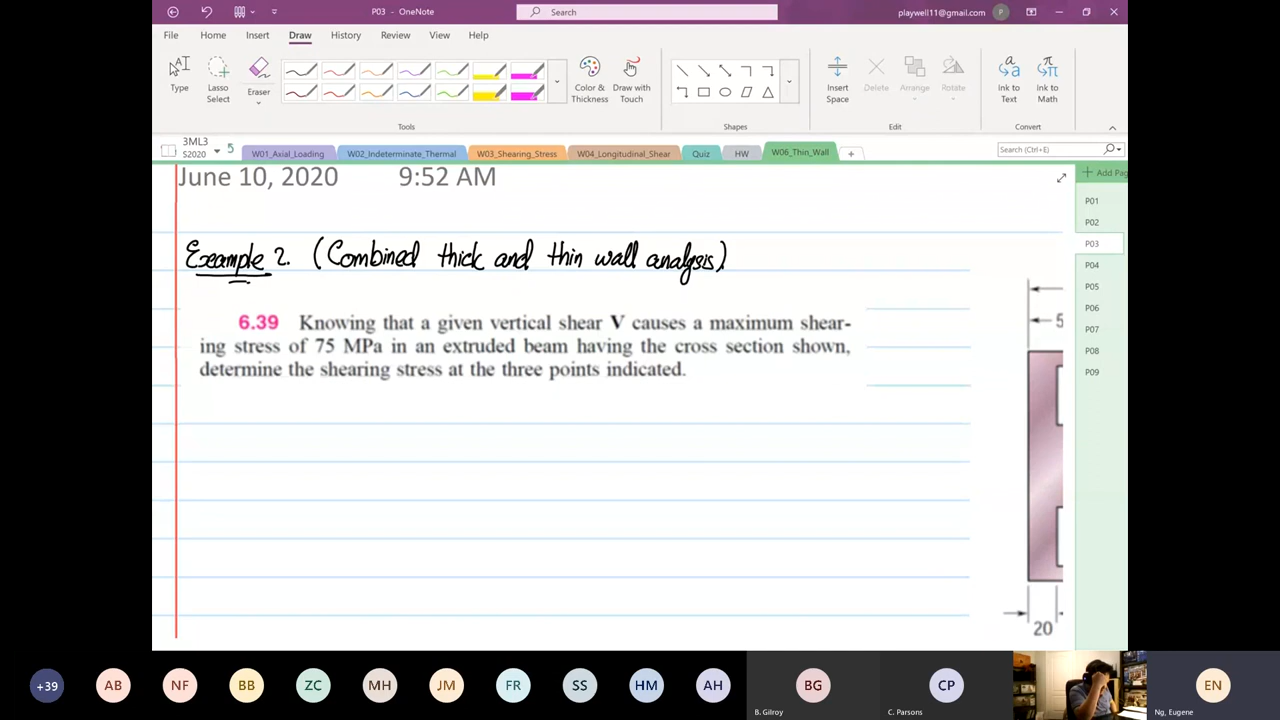 P03 - OneNote
Search
playwell11@gmail.com
P
File Home Insert Draw History Review View Help
Type
Lasso Select
Eraser
Color & Thickness
Draw with Touch
Insert Space
Delete
Arrange
Rotate
Ink to Text
Ink to Math
Tools
Shapes
Edit
Convert
3ML3 S2020
5
W01_Axial_Loading
W02_Indeterminate_Thermal
W03_Shearing_Stress
W04_Longitudinal_Shear
Quiz
HW
W06_Thin_Wall
Search (Ctrl+E)
June 10, 2020 9:52 AM
Add Pag
P01
P02
P03
P04
P05
P06
P07
P08
P09
Example 2. (Combined thick and thin wall analysis)
6.39 Knowing that a given vertical shear V causes a maximum shear-
ing stress of 75 MPa in an extruded beam having the cross section shown,
determine the shearing stress at the three points indicated.
5
20
+39
AB
NF
BB
ZC
MH
JM
FR
SS
HM
AH
BG
CP
EN
B. Gilroy
C. Parsons
Ng, Eugene